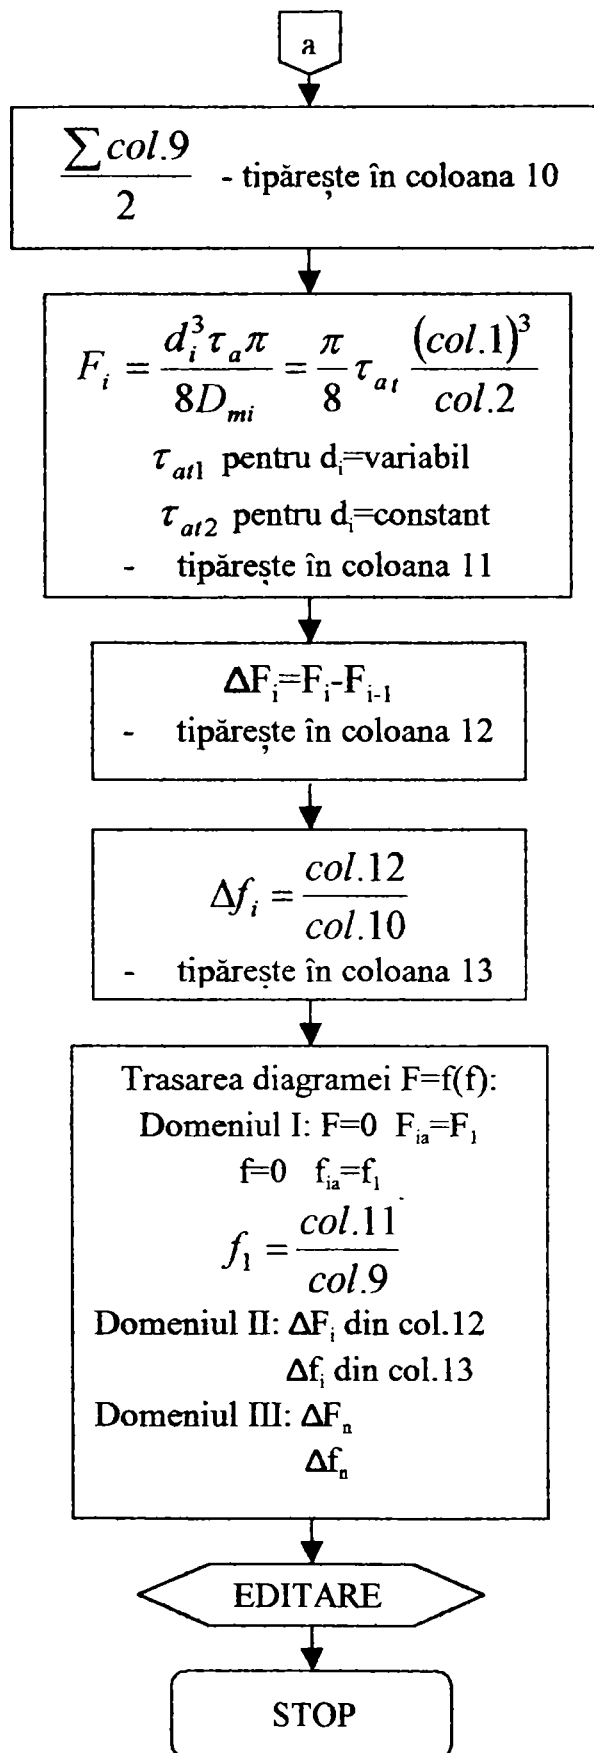 a
∑col.9/2 - tipărește în coloana 10
F_i = d_i^3 τ_a π / 8D_mi = π/8 τ_at (col.1)^3/col.2
τ_at1 pentru d_i=variabil
τ_at2 pentru d_i=constant
- tipărește în coloana 11
ΔF_i=F_i-F_i-1
- tipărește în coloana 12
Δf_i = col.12/col.10
- tipărește în coloana 13
Trasarea diagramei F=f(f):
Domeniul I: F=0 F_ia=F_1
f=0 f_ia=f_1
f_1 = col.11/col.9
Domeniul II: ΔF_i din col.12
Δf_i din col.13
Domeniul III: ΔF_n
Δf_n
EDITARE
STOP